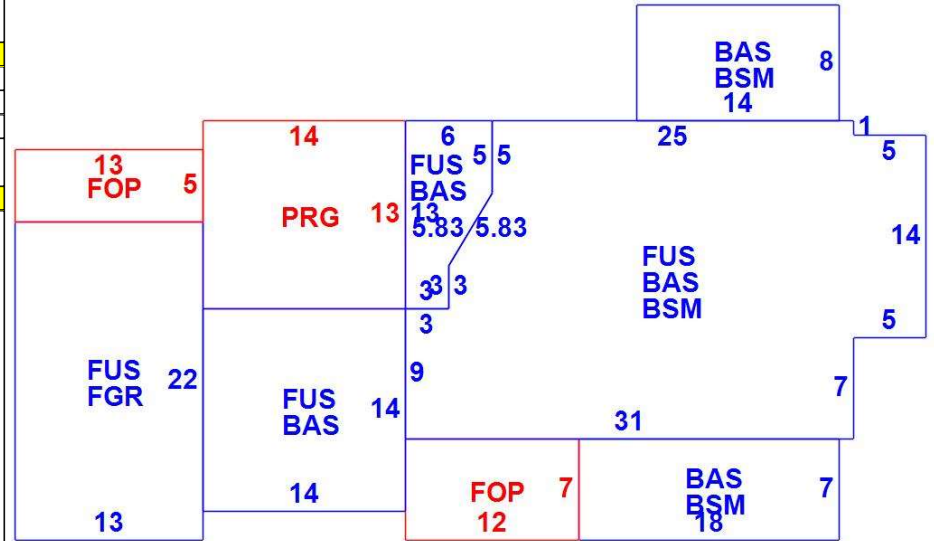 BAS 8
BSM
14
14
6
25
1
13
5 5
5
FOP 5
FUS
BAS
PRG
13 13
5.83 5.83
14
FUS
BAS
BSM
3 3 3
3
5
FUS 22
FGR
9
7
FUS
BAS
14
31
14
13
FOP 7
12
BAS 7
BSM
18